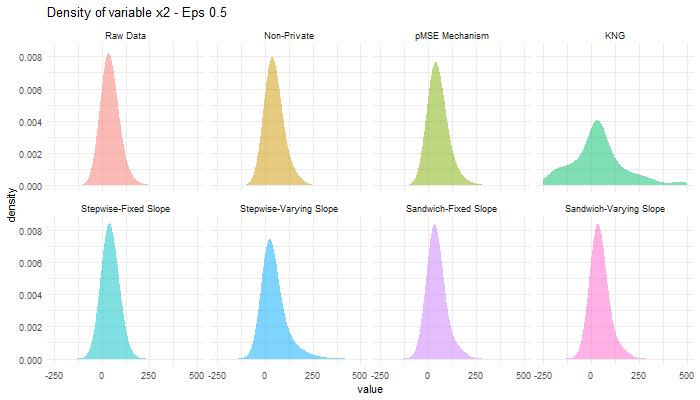 Density of variable x2 - Eps 0.5
Raw Data
Non-Private
pMSE Mechanism
KNG
0.008
0.006
0.004
0.002
0.000
density
Stepwise-Fixed Slope
Stepwise-Varying Slope
Sandwich-Fixed Slope
Sandwich-Varying Slope
0.008
0.006
0.004
0.002
0.000
-250 0 250 500 -250 0 250 500 -250 0 250 500 -250 0 250 500
value